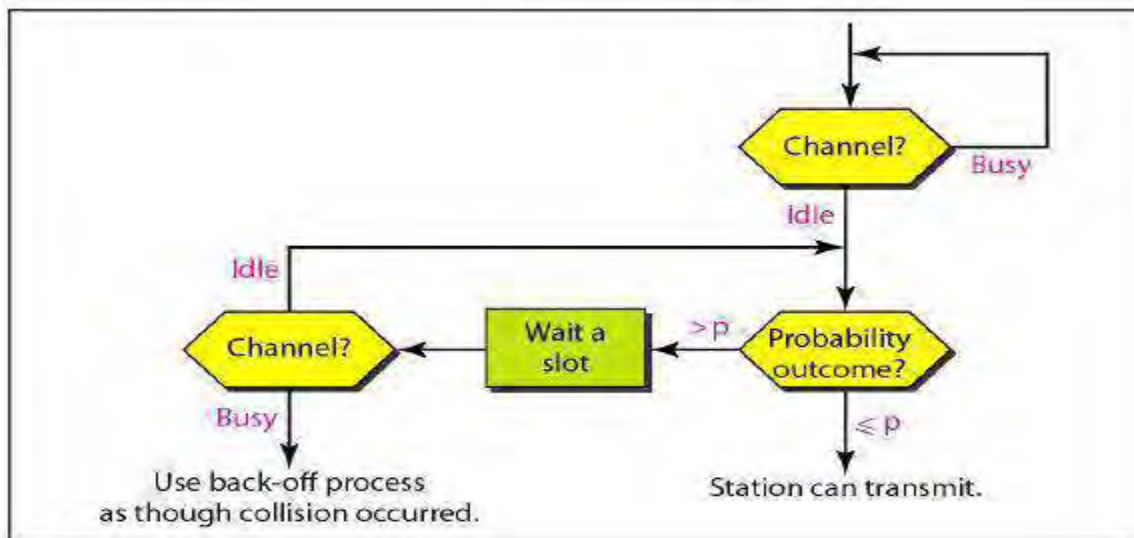 Channel?
Busy
Idle
Idle
Channel?
Wait a
slot
> p
Probability
outcome?
Busy
⩽ p
Use back-off process
as though collision occurred.
Station can transmit.